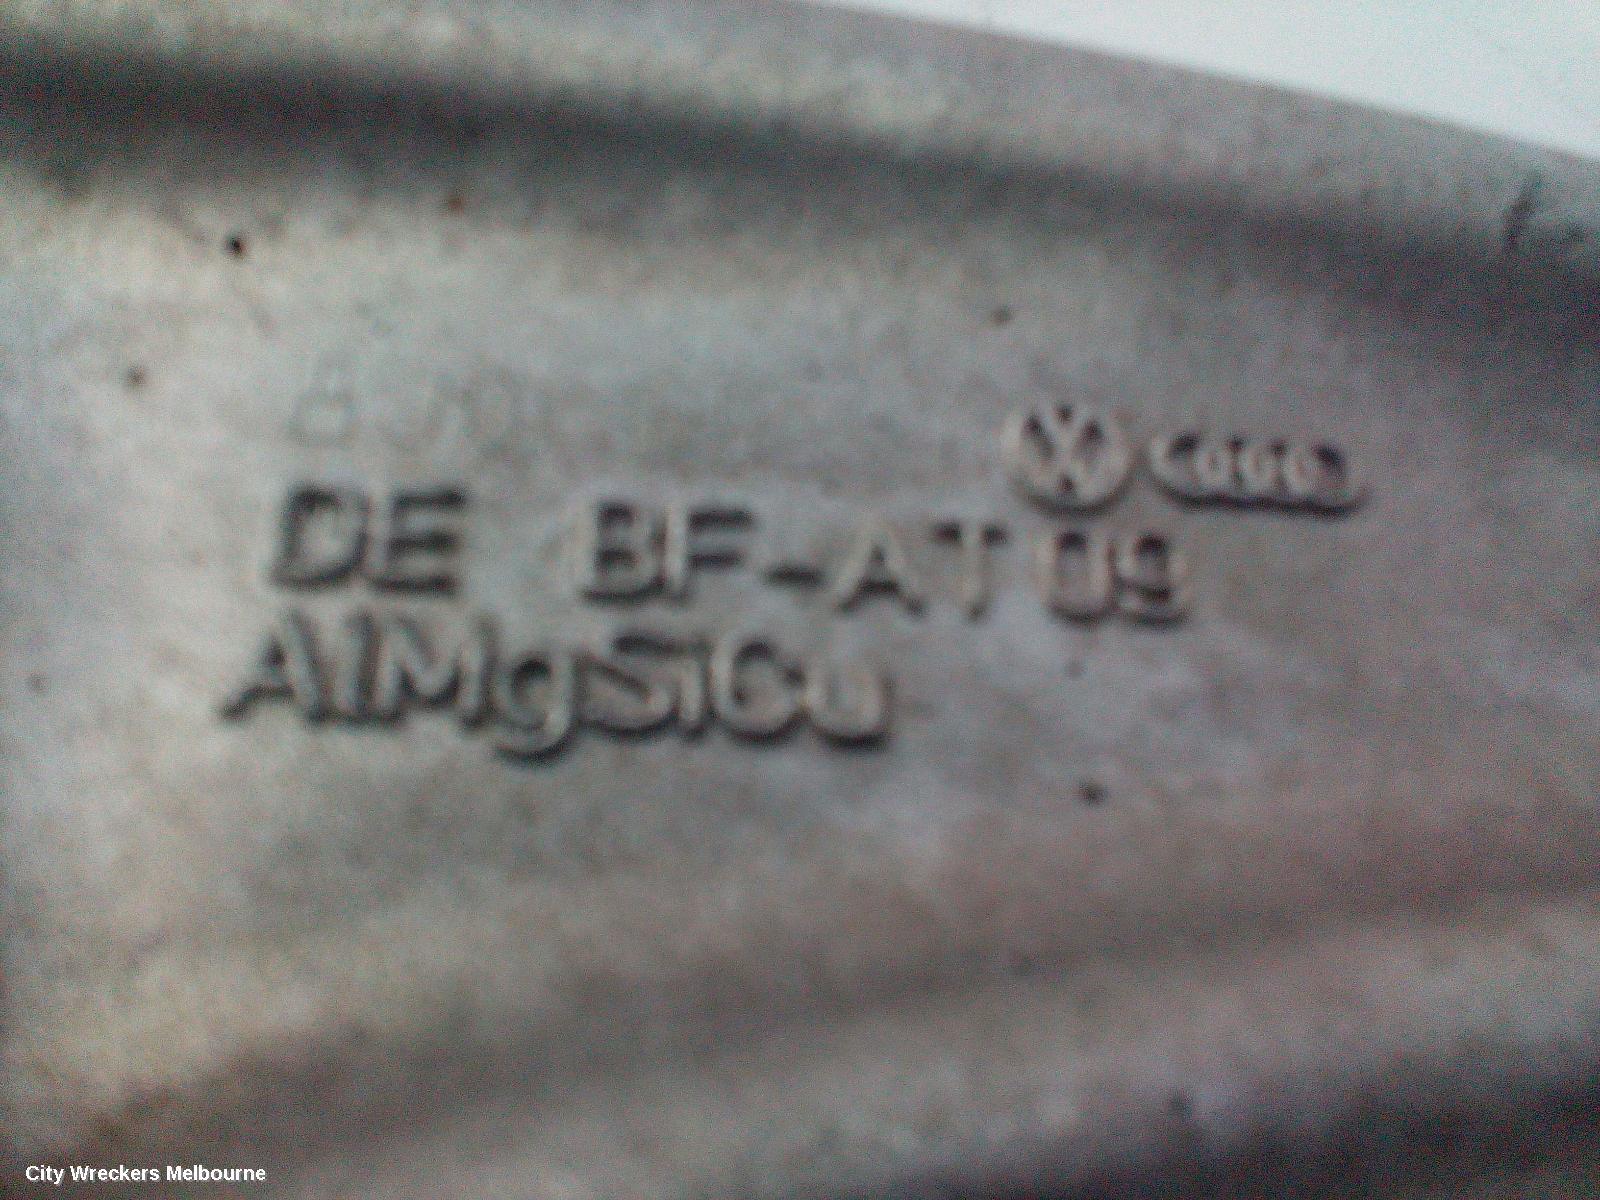 DE BF-AT 09
AlMgSiCu
City Wreckers Melbourne